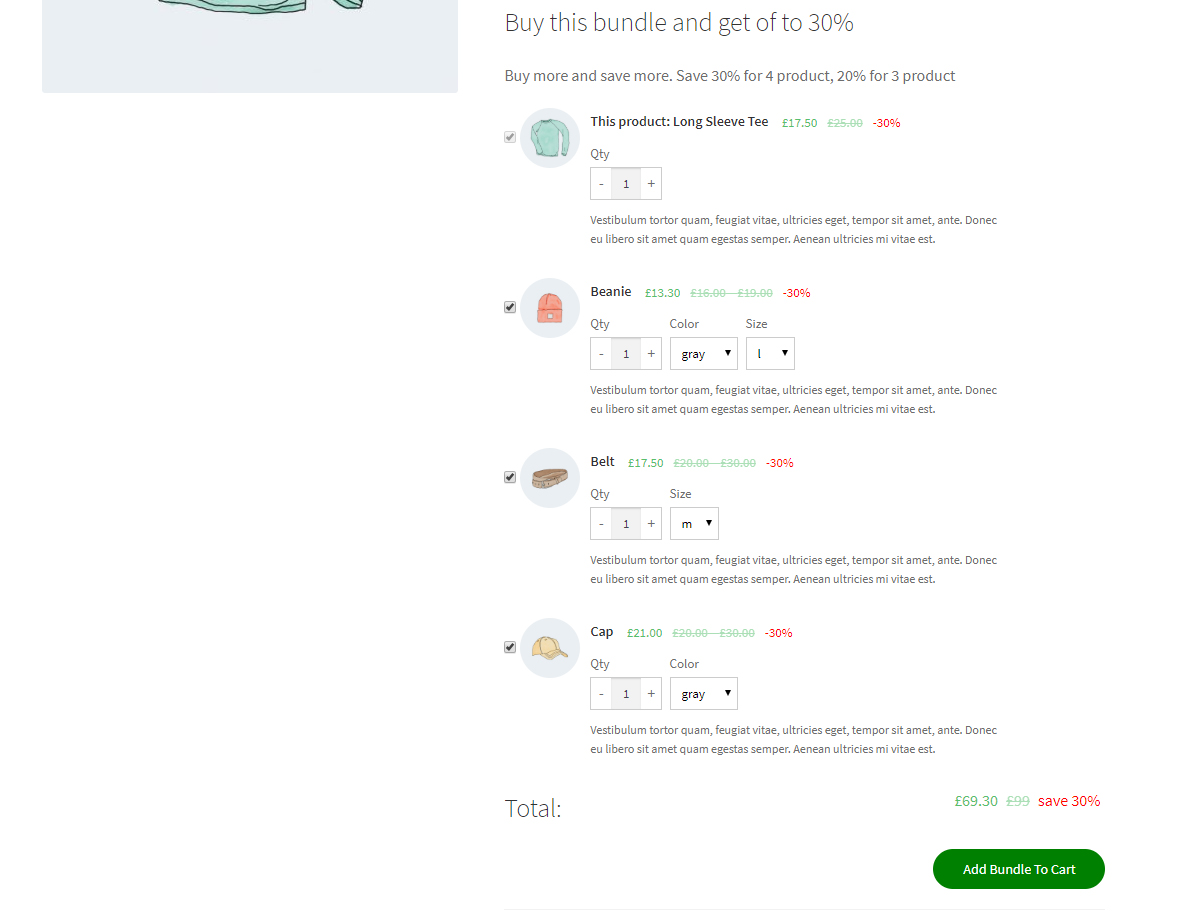 Buy this bundle and get of to 30%
Buy more and save more. Save 30% for 4 product, 20% for 3 product
This product: Long Sleeve Tee £17.50 £25.00 -30%
Qty
- 1 +
Vestibulum tortor quam, feugiat vitae, ultricies eget, tempor sit amet, ante. Donec
eu libero sit amet quam egestas semper. Aenean ultricies mi vitae est.
Beanie £13.30 £16.00 - £19.00 -30%
Qty Color Size
- 1 + gray l
Vestibulum tortor quam, feugiat vitae, ultricies eget, tempor sit amet, ante. Donec
eu libero sit amet quam egestas semper. Aenean ultricies mi vitae est.
Belt £17.50 £20.00 - £30.00 -30%
Qty Size
- 1 + m
Vestibulum tortor quam, feugiat vitae, ultricies eget, tempor sit amet, ante. Donec
eu libero sit amet quam egestas semper. Aenean ultricies mi vitae est.
Cap £21.00 £20.00 - £30.00 -30%
Qty Color
- 1 + gray
Vestibulum tortor quam, feugiat vitae, ultricies eget, tempor sit amet, ante. Donec
eu libero sit amet quam egestas semper. Aenean ultricies mi vitae est.
Total: £69.30 £99 save 30%
Add Bundle To Cart